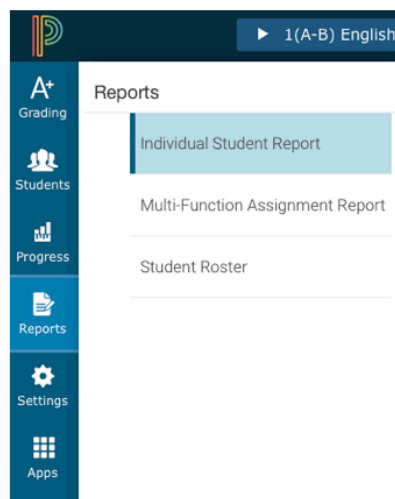 1(A-B) English
A+
Grading
Students
Progress
Reports
Settings
Apps
Reports
Individual Student Report
Multi-Function Assignment Report
Student Roster